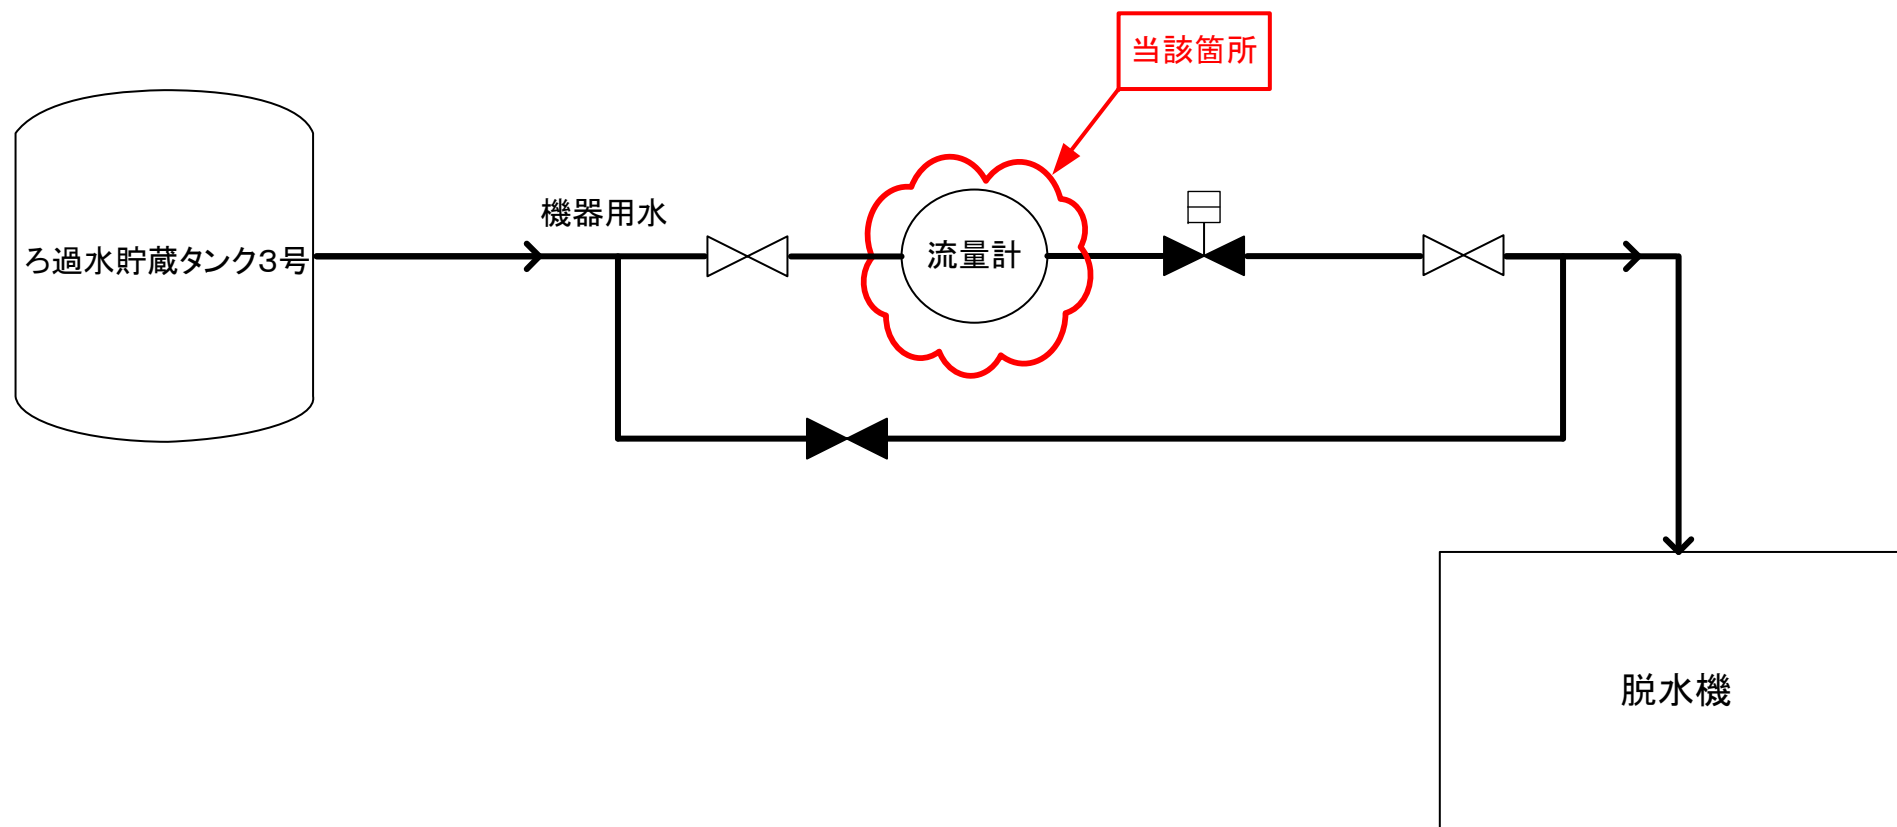 当該箇所
機器用水
ろ過水貯蔵タンク3号
流量計
脱水機